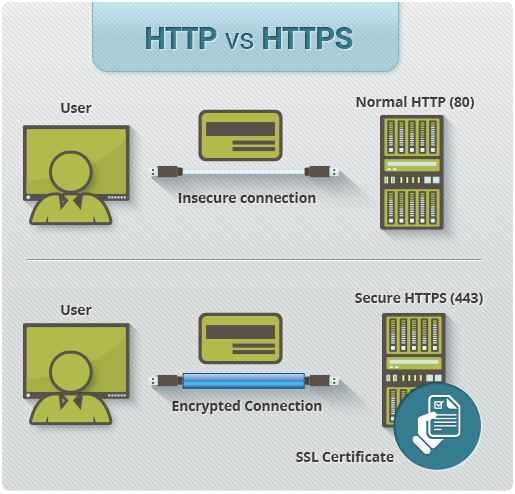 HTTP vs HTTPS
User
Normal HTTP (80)
Insecure connection
User
Secure HTTPS (443)
Encrypted Connection
SSL Certificate